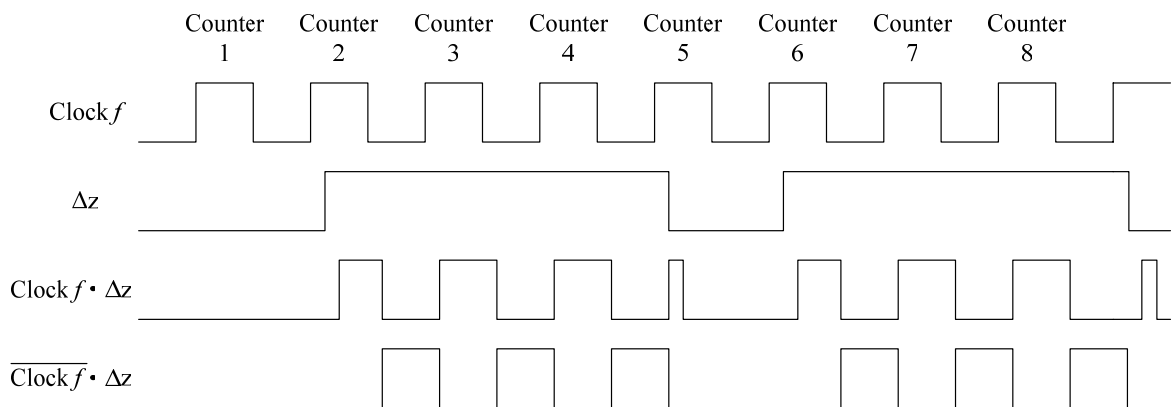 Counter Counter Counter Counter Counter Counter Counter Counter
1 2 3 4 5 6 7 8
Clock f
Δz
Clock f · Δz
Clock f · Δz